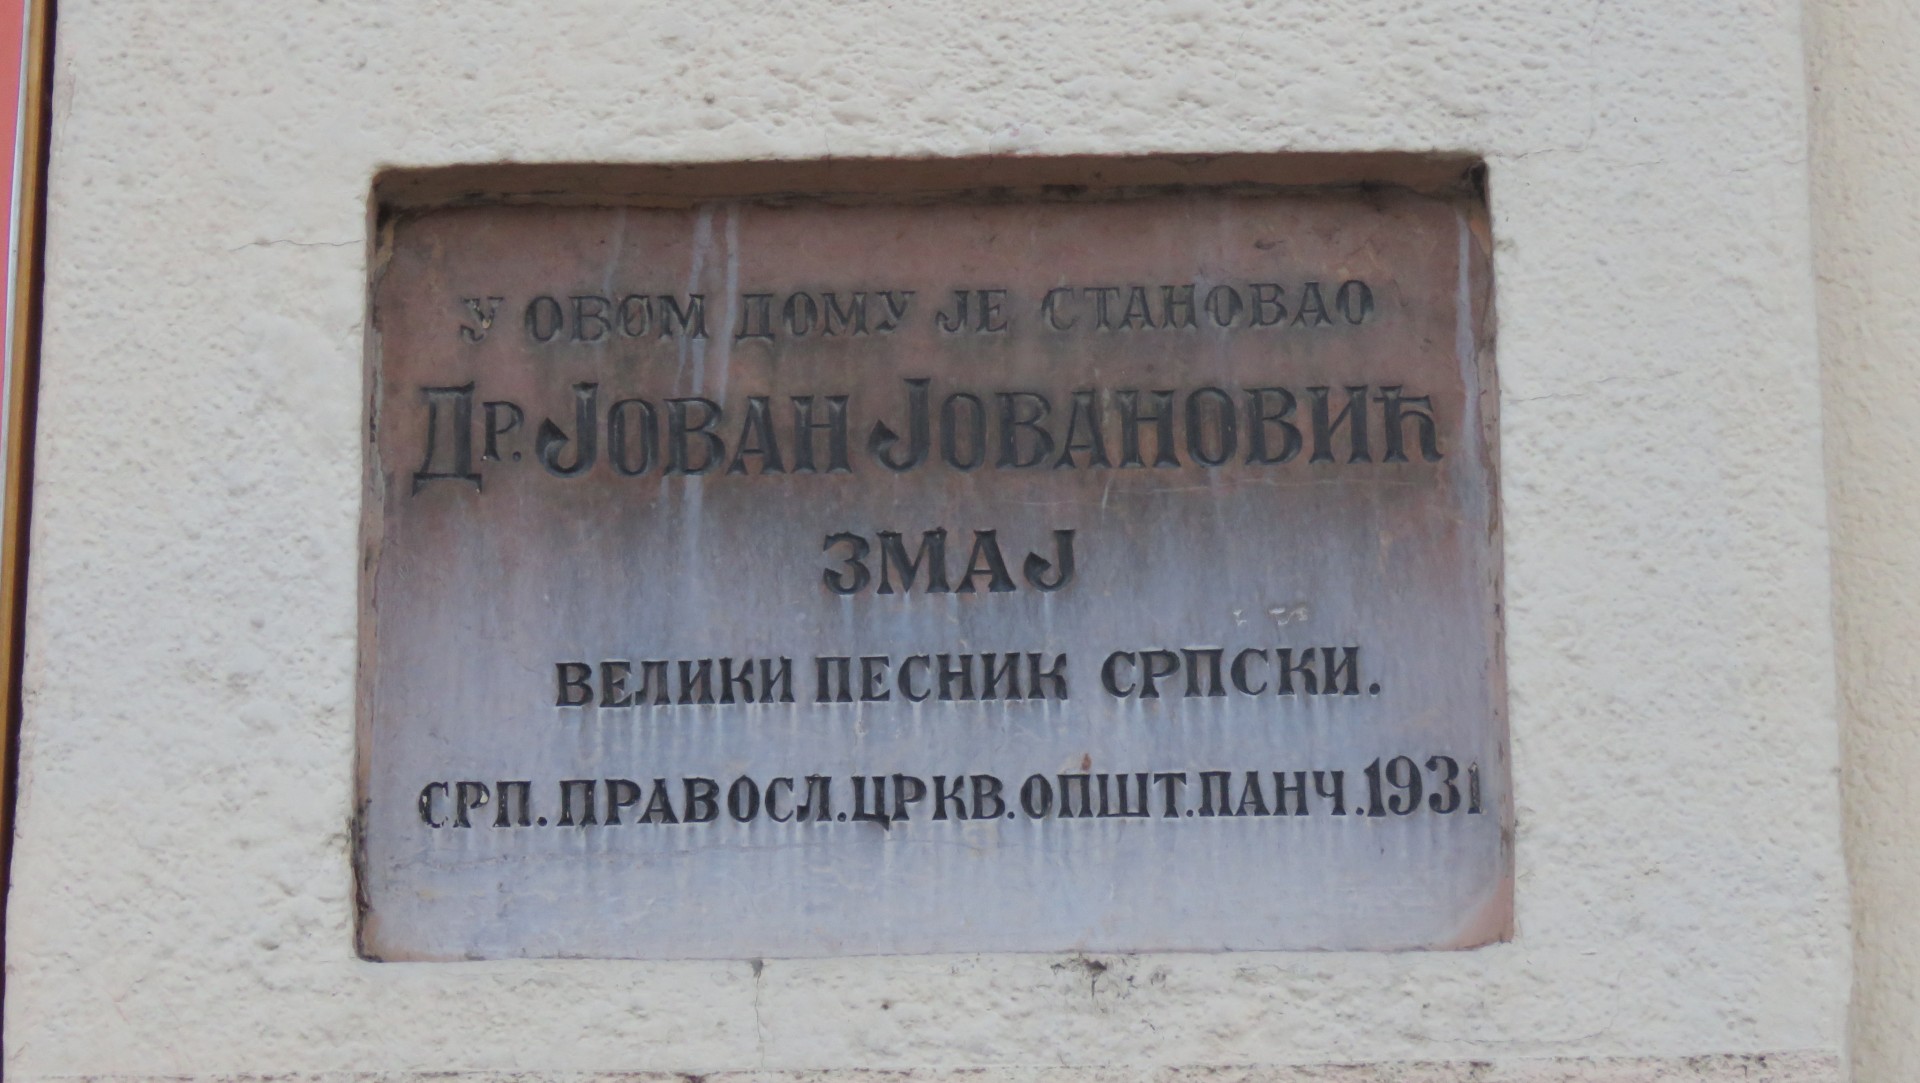 У ОВОМ ДОМУ ЈЕ СТАНОВАО
ДР. ЈОВАН ЈОВАНОВИЋ
ЗМАЈ
ВЕЛИКИ ПЕСНИК СРПСКИ.
СРП. ПРАВОСЛ. ЦРКВ. ОПШТ. ПАНЧ. 1931